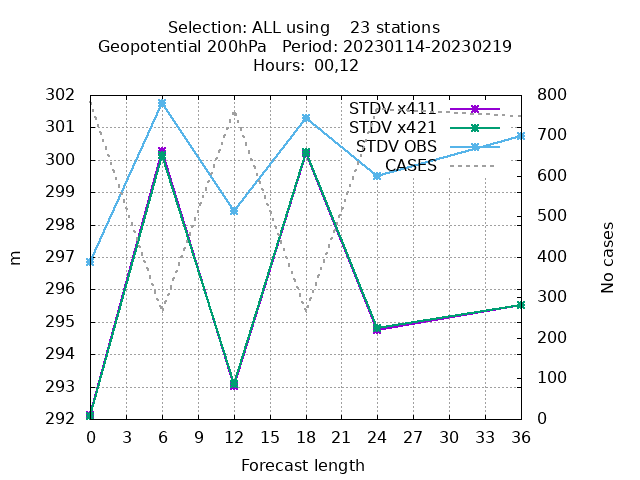 Selection: ALL using 23 stations
Geopotential 200hPa Period: 20230114-20230219
Hours: 00,12
STDV x411
STDV x421
STDV OBS
CASES
302
301
300
299
298
297
296
295
294
293
292
m
800
700
600
500
400
300
200
100
0
No cases
0 3 6 9 12 15 18 21 24 27 30 33 36
Forecast length